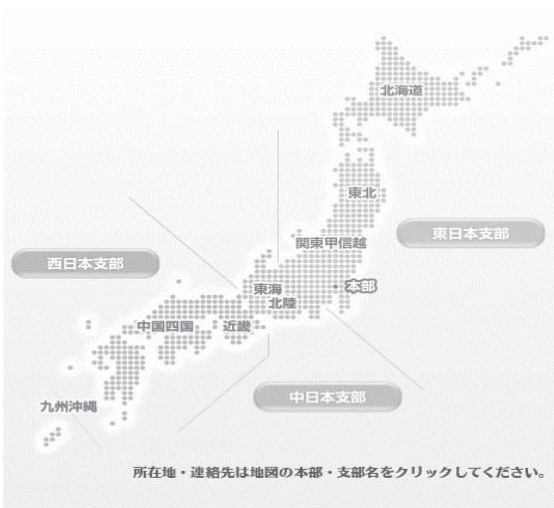 北海道
東北
関東甲信越
東日本支部
西日本支部
本部
東海
北陸
中国四国
近畿
中日本支部
九州沖縄
所在地・連絡先は地図の本部・支部名をクリックしてください。